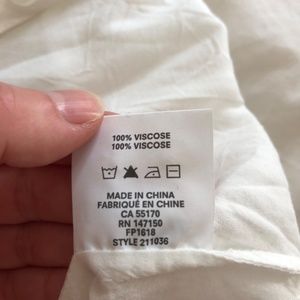 100% VISCOSE
100% VISCOSE
MADE IN CHINA
FABRIQUÉ EN CHINE
CA 55170
RN 147150
FP1618
STYLE 211036